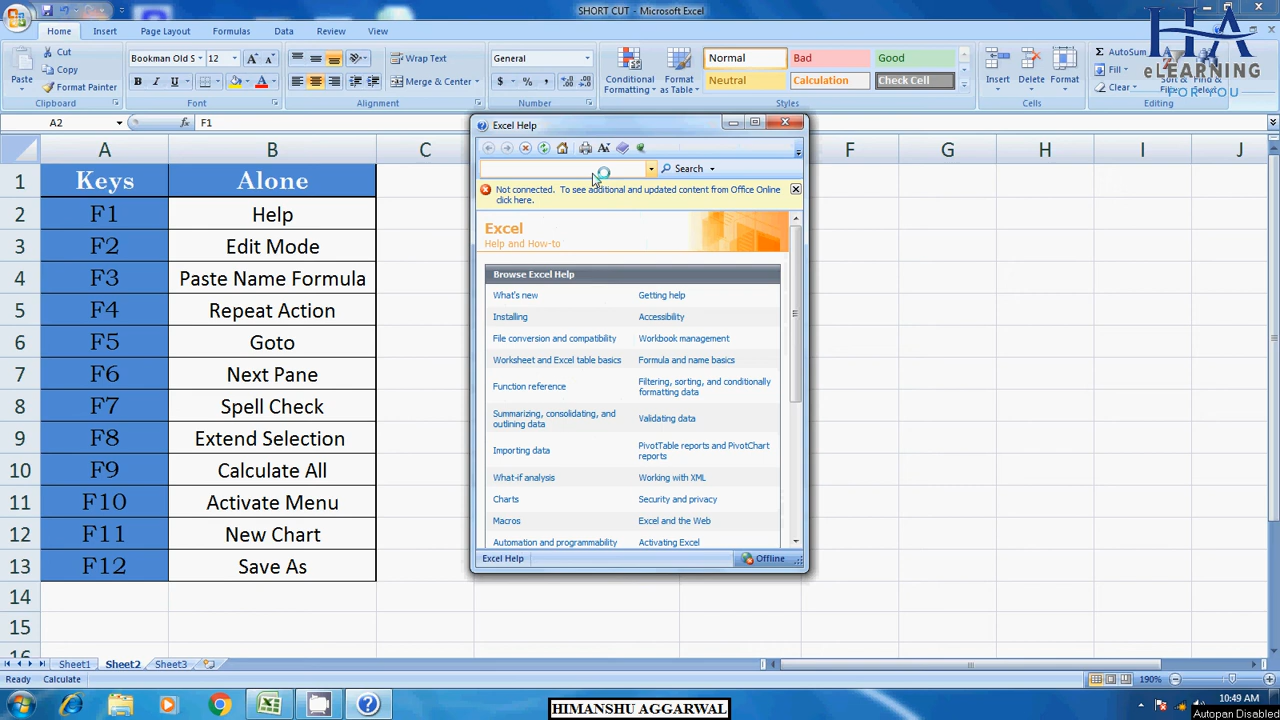 SHORT CUT - Microsoft Excel
Home Insert Page Layout Formulas Data Review View
HA
eLEARNING
FOR YOU
Paste
Cut
Copy
Format Painter
Clipboard
Bookman Old S 12
B I U
Font
Wrap Text
Merge & Center
Alignment
General
$ % ,
Number
Conditional
Formatting
Format
as Table
Normal Bad Good
Neutral Calculation Check Cell
Styles
Insert Delete Format
Cells
AutoSum
Fill
Clear
Editing
A2 fx F1
A B C F G H I J
1 Keys Alone
2 F1 Help
3 F2 Edit Mode
4 F3 Paste Name Formula
5 F4 Repeat Action
6 F5 Goto
7 F6 Next Pane
8 F7 Spell Check
9 F8 Extend Selection
10 F9 Calculate All
11 F10 Activate Menu
12 F11 New Chart
13 F12 Save As
14
15
Excel Help
Search
Not connected. To see additional and updated content from Office Online
click here.
Excel
Help and How-to
Browse Excel Help
What's new Getting help
Installing Accessibility
File conversion and compatibility Workbook management
Worksheet and Excel table basics Formula and name basics
Function reference Filtering, sorting, and conditionally
formatting data
Summarizing, consolidating, and
outlining data
Validating data
Importing data PivotTable reports and PivotChart
reports
What-if analysis Working with XML
Charts Security and privacy
Macros Excel and the Web
Automation and programmability Activating Excel
Excel Help Offline
Sheet1 Sheet2 Sheet3
Ready Calculate 190%
HIMANSHU AGGARWAL
10:49 AM
Autopan Disabled